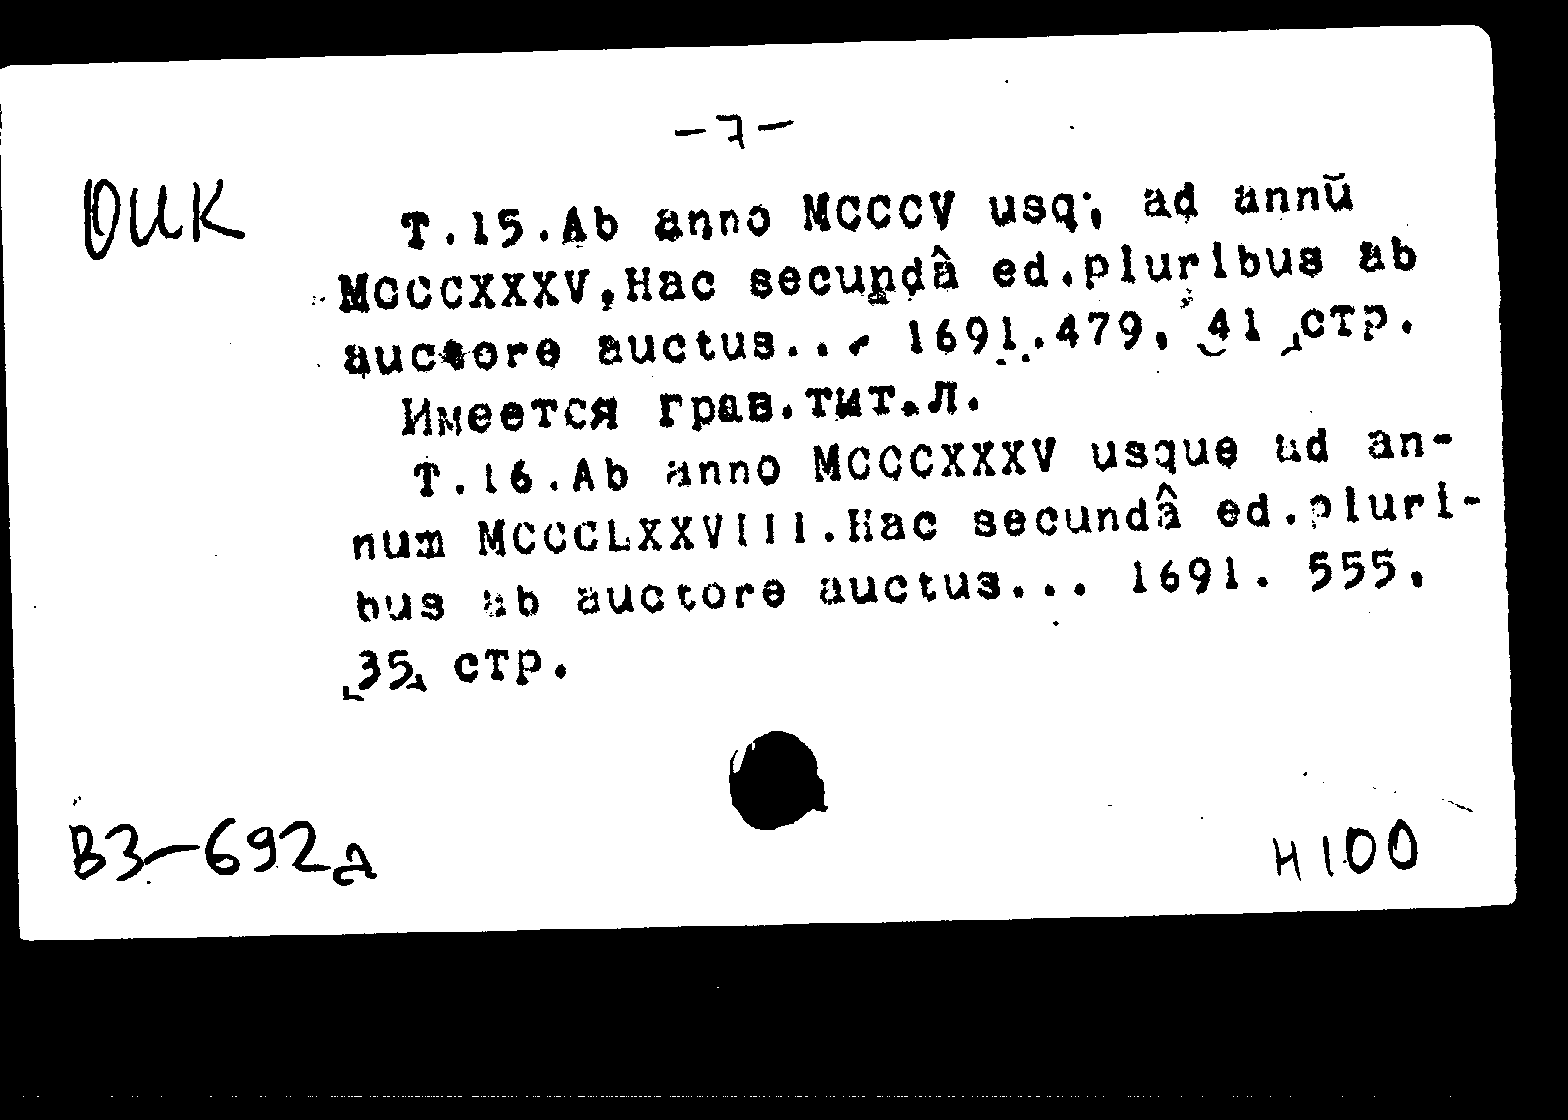 -7-
ОИК
Т.15.Ab anno MCCCV usq; ad annũ
MCCCXXXV.Hac secundâ ed.pluribus ab
auctore auctus... 1691.479, [41] стр.
Имеется грав.тит.л.
Т.16.Ab anno MCCCXXXV usque ad an-
num MCCCLXXVIII.Hac secundâ ed.pluri-
bus ab auctore auctus... 1691. 555,
[35] стр.
В3-692д
И100